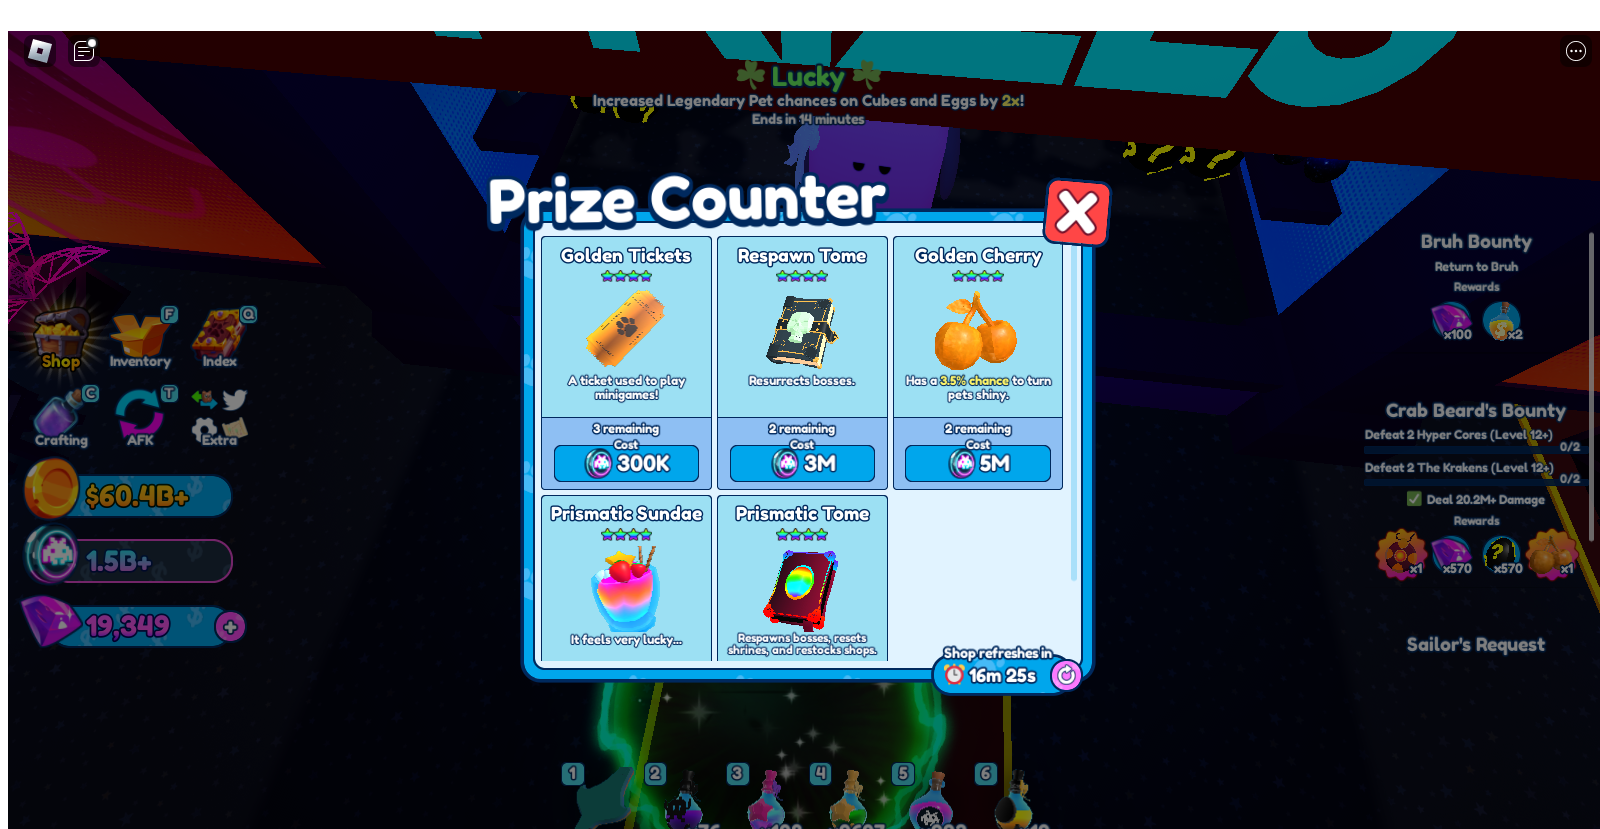 Lucky
Increased Legendary Pet chances on Cubes and Eggs by 2x!
Ends in 14 minutes
Prize Counter
Golden Tickets
A ticket used to play
minigames!
3 remaining
Cost
300K
Respawn Tome
Resurrects bosses.
2 remaining
Cost
3M
Golden Cherry
Has a 3.5% chance to turn
pets shiny.
2 remaining
Cost
5M
Prismatic Sundae
It feels very lucky...
Prismatic Tome
Respawns bosses, resets
shrines, and restocks shops.
Shop refreshes in
16m 25s
Shop
F
Inventory
Q
Index
C
Crafting
T
AFK
Extra
$60.4B+
1.5B+
19,349
Bruh Bounty
Return to Bruh
Rewards
x100
x2
Crab Beard's Bounty
Defeat 2 Hyper Cores (Level 12+)
0/2
Defeat 2 The Krakens (Level 12+)
0/2
Deal 20.2M+ Damage
Rewards
x1
x570
x570
x1
Sailor's Request
1
2
3
4
5
6